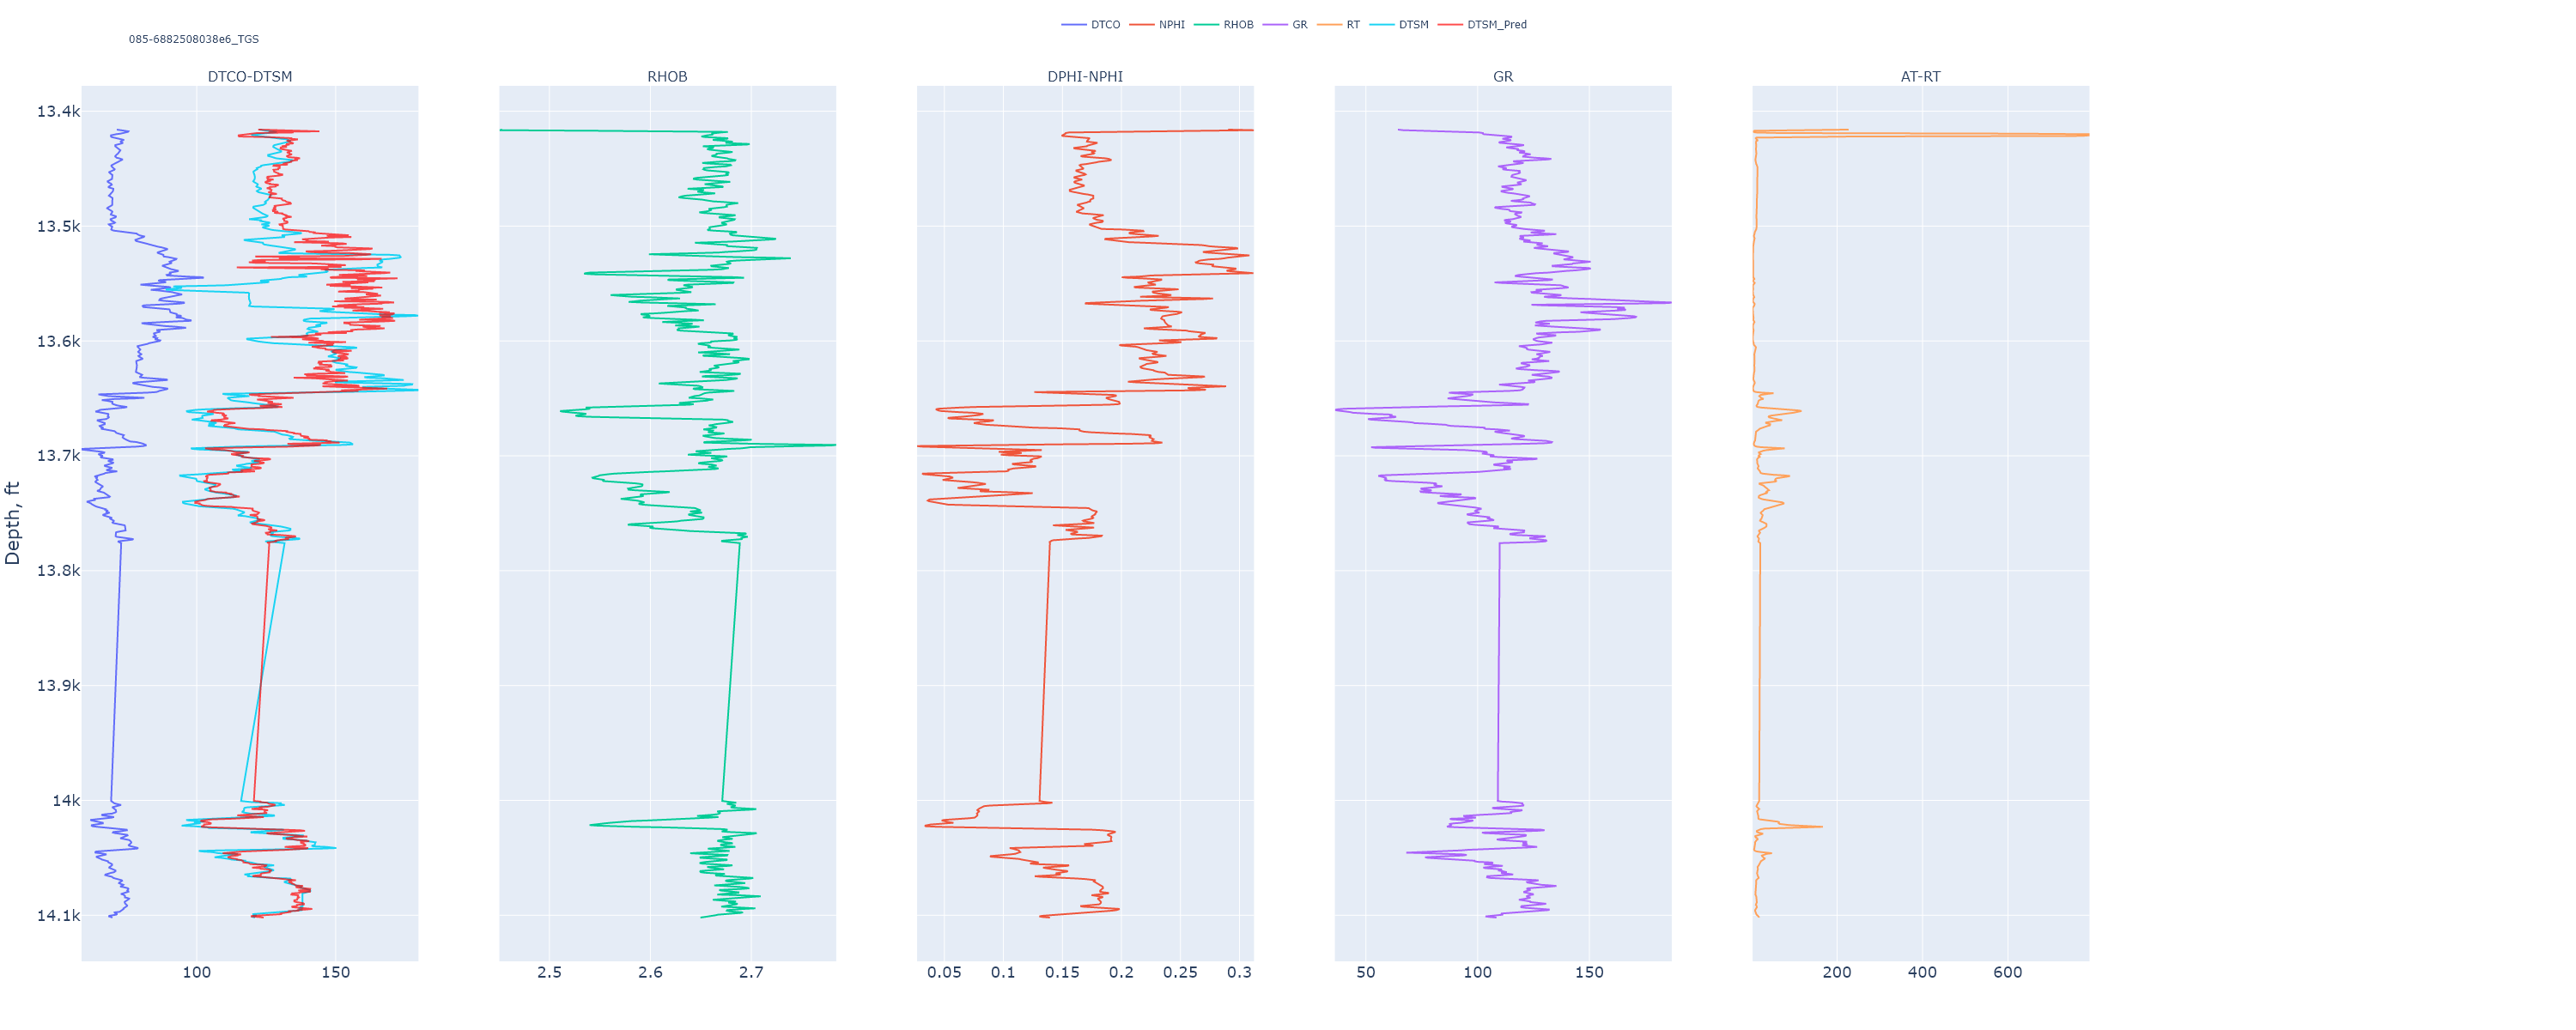 DTCO NPHI RHOB GR RT DTSM DTSM_Pred
085-6882508038e6_TGS
DTCO-DTSM RHOB DPHI-NPHI GR AT-RT
Depth, ft
13.4k
13.5k
13.6k
13.7k
13.8k
13.9k
14k
14.1k
100 150 2.5 2.6 2.7 0.05 0.1 0.15 0.2 0.25 0.3 50 100 150 200 400 600